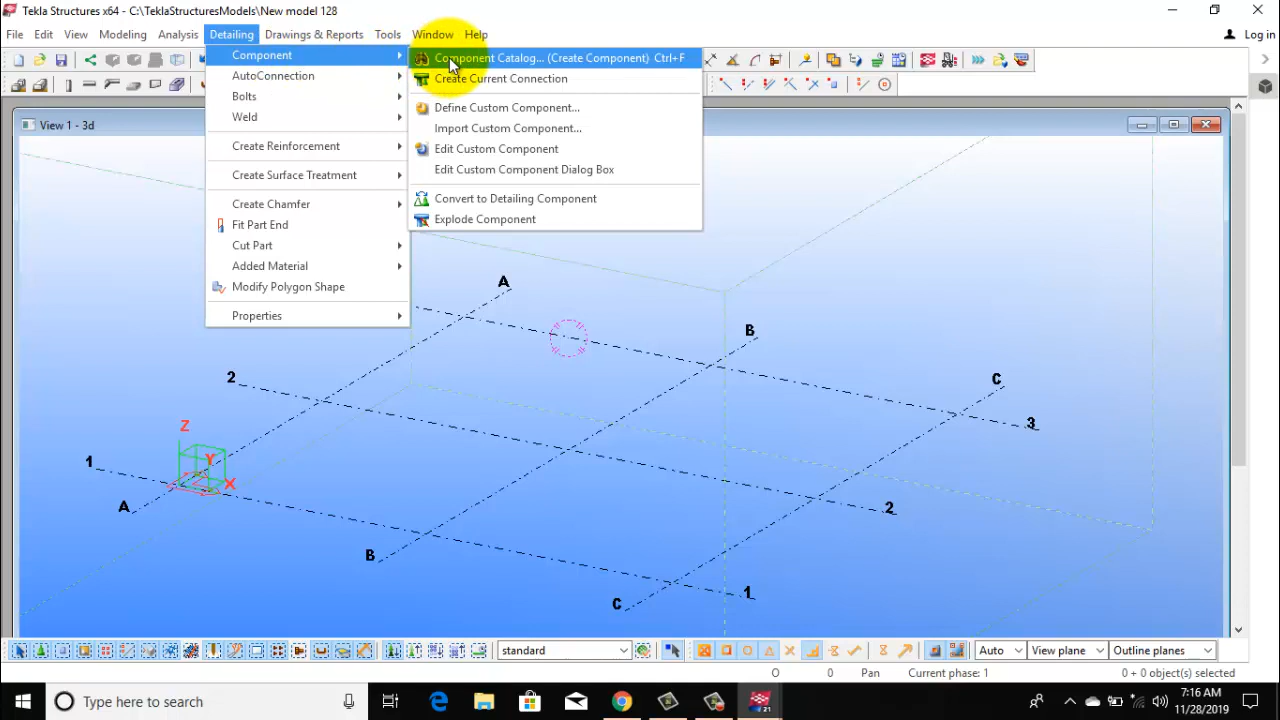 Tekla Structures x64 - C:\TeklaStructuresModels\New model 128
File Edit View Modeling Analysis Detailing Drawings & Reports Tools Window Help Log in
Component
AutoConnection
Bolts
Weld
Create Reinforcement
Create Surface Treatment
Create Chamfer
Fit Part End
Cut Part
Added Material
Modify Polygon Shape
Properties
Component Catalog... (Create Component) Ctrl+F
Create Current Connection
Define Custom Component...
Import Custom Component...
Edit Custom Component
Edit Custom Component Dialog Box
Convert to Detailing Component
Explode Component
View 1 - 3d
A
B
C
2
3
Z
Y
X
1
A
2
B
1
C
standard Auto View plane Outline planes
O 0 Pan Current phase: 1 0 + 0 object(s) selected
Type here to search
21
7:16 AM
11/28/2019